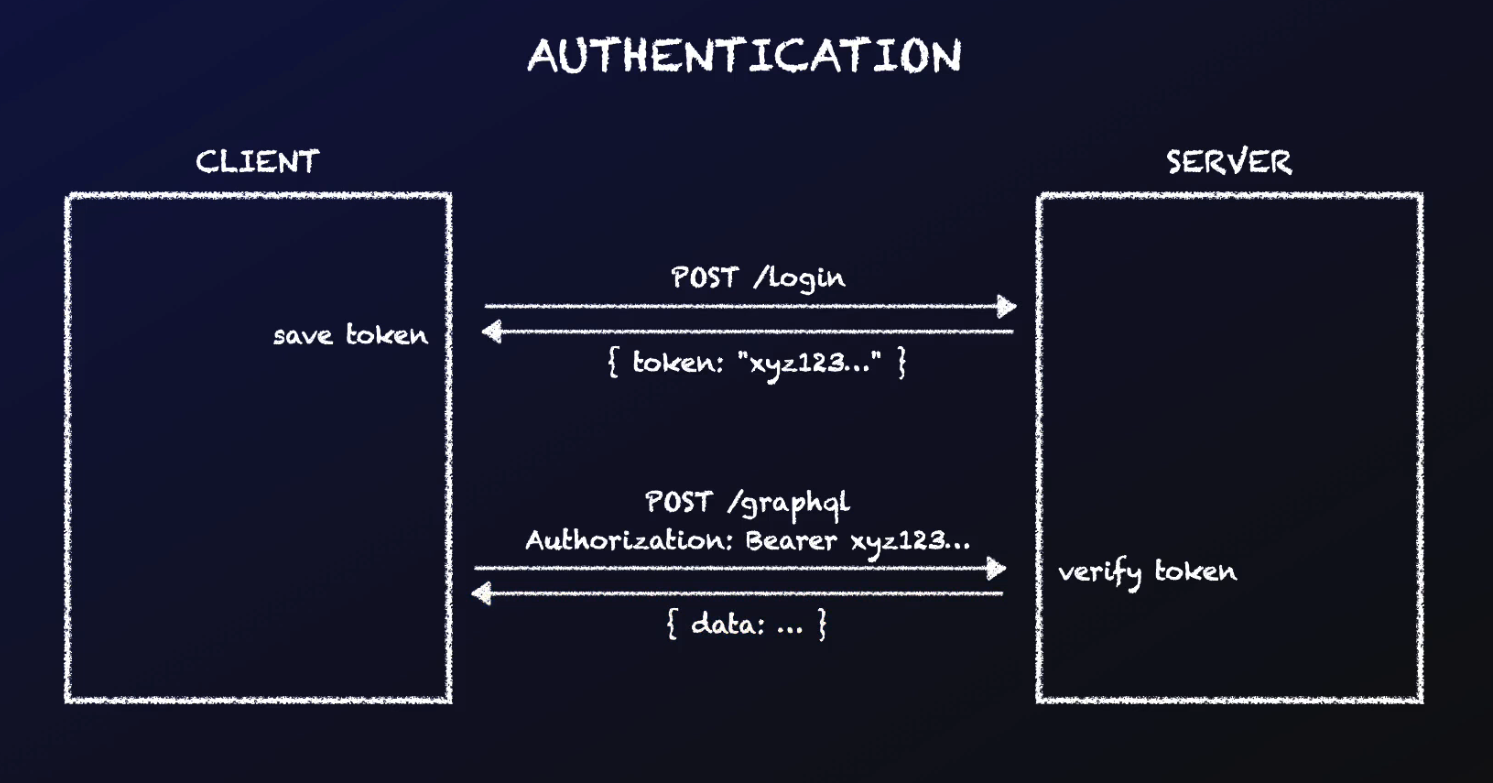 AUTHENTICATION
CLIENT
SERVER
POST /login
save token
{ token: "xyz123..." }
POST /graphql
Authorization: Bearer xyz123...
verify token
{ data: ... }